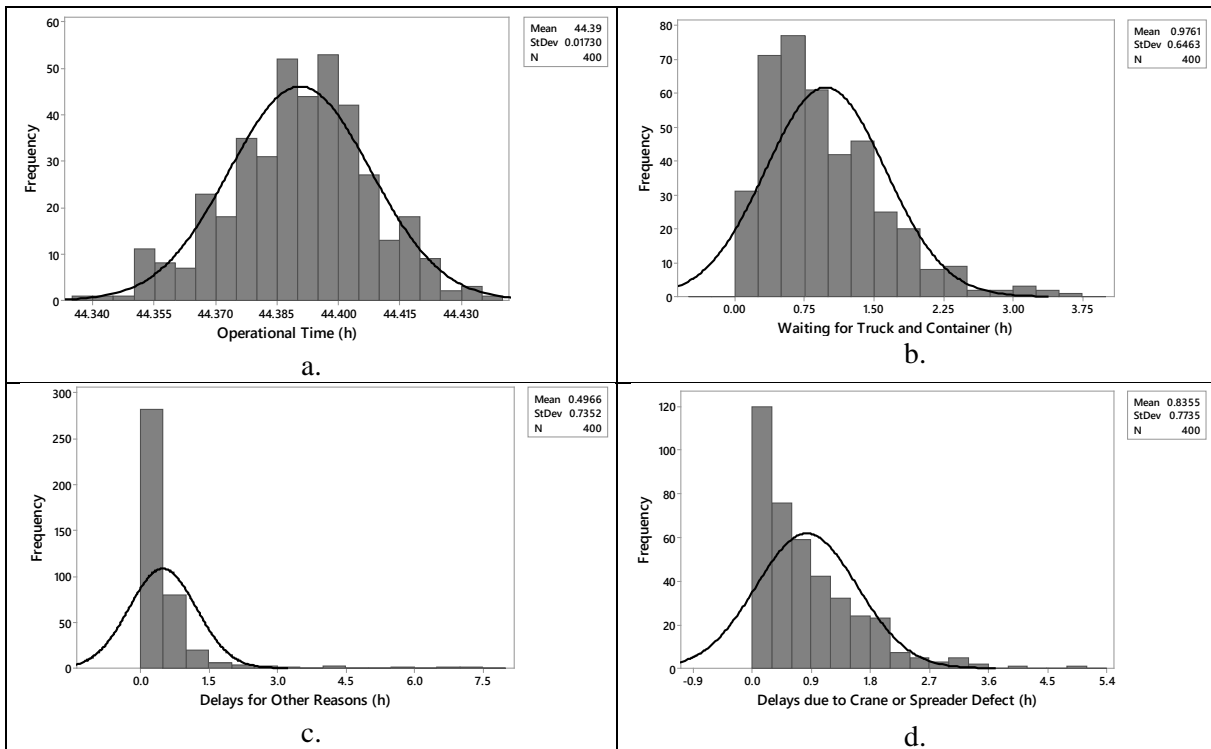 60
50
40
30
20
10
0
Frequency
44.340 44.355 44.370 44.385 44.400 44.415 44.430
Operational Time (h)
Mean 44.39
StDev 0.01730
N 400
a.
80
70
60
50
40
30
20
10
0
Frequency
0.00 0.75 1.50 2.25 3.00 3.75
Waiting for Truck and Container (h)
Mean 0.9761
StDev 0.6463
N 400
b.
300
250
200
150
100
50
0
Frequency
0.0 1.5 3.0 4.5 6.0 7.5
Delays for Other Reasons (h)
Mean 0.4966
StDev 0.7352
N 400
c.
120
100
80
60
40
20
0
Frequency
-0.9 0.0 0.9 1.8 2.7 3.6 4.5 5.4
Delays due to Crane or Spreader Defect (h)
Mean 0.8355
StDev 0.7735
N 400
d.